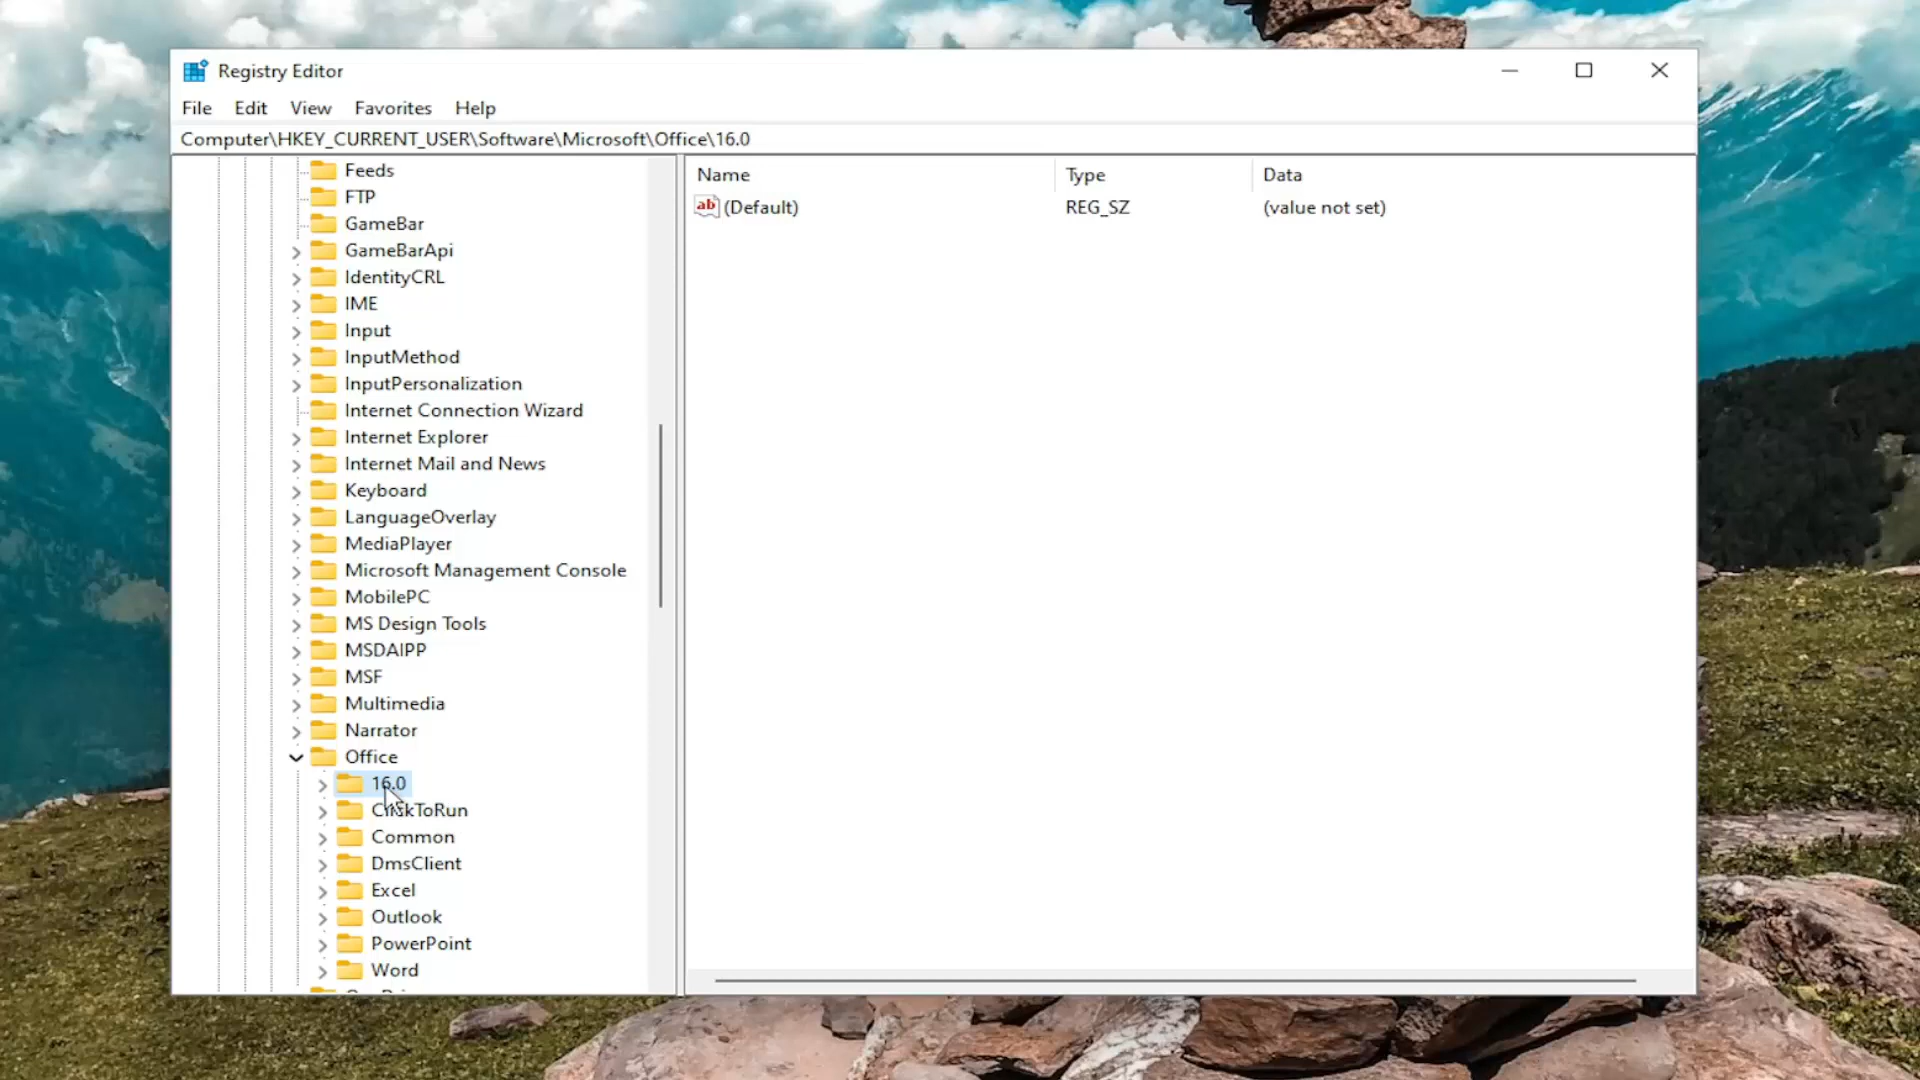 Registry Editor
File Edit View Favorites Help
Computer\HKEY_CURRENT_USER\Software\Microsoft\Office\16.0
Feeds
FTP
GameBar
GameBarApi
IdentityCRL
IME
Input
InputMethod
InputPersonalization
Internet Connection Wizard
Internet Explorer
Internet Mail and News
Keyboard
LanguageOverlay
MediaPlayer
Microsoft Management Console
MobilePC
MS Design Tools
MSDAIPP
MSF
Multimedia
Narrator
Office
16.0
ClickToRun
Common
DmsClient
Excel
Outlook
PowerPoint
Word
Name Type Data
ab (Default) REG_SZ (value not set)